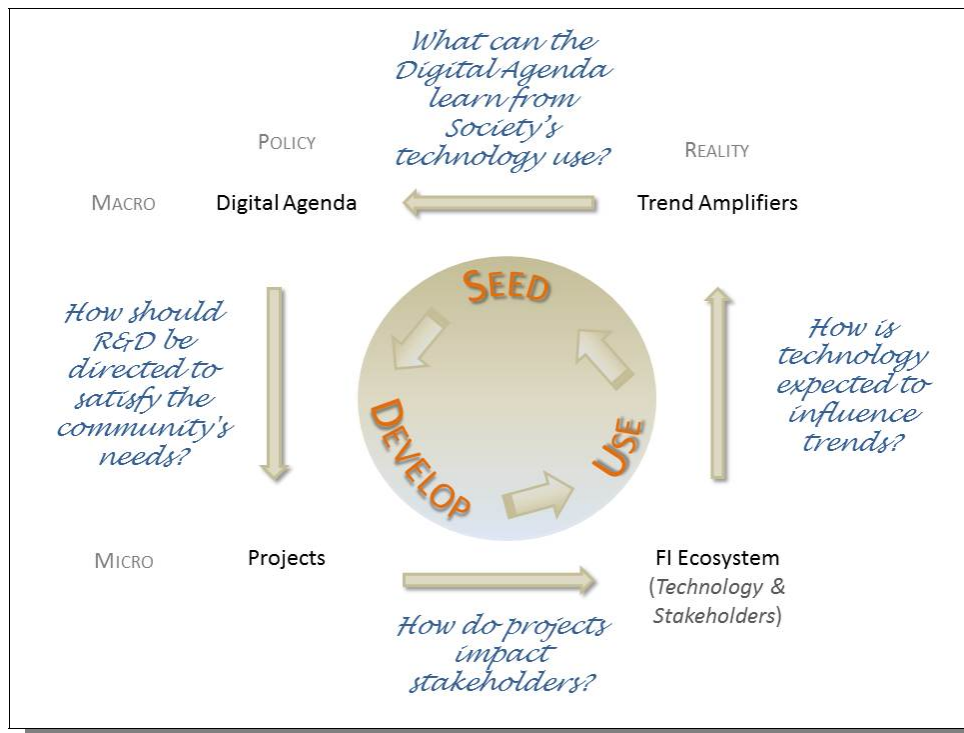 What can the
Digital Agenda
learn from
Society's
technology use?
POLICY
REALITY
MACRO
Digital Agenda
Trend Amplifiers
SEED
How should
R&D be
directed to
satisfy the
community's
needs?
How is
technology
expected to
influence
trends?
DEVELOP
USE
MICRO
Projects
FI Ecosystem
(Technology &
Stakeholders)
How do projects
impact
stakeholders?